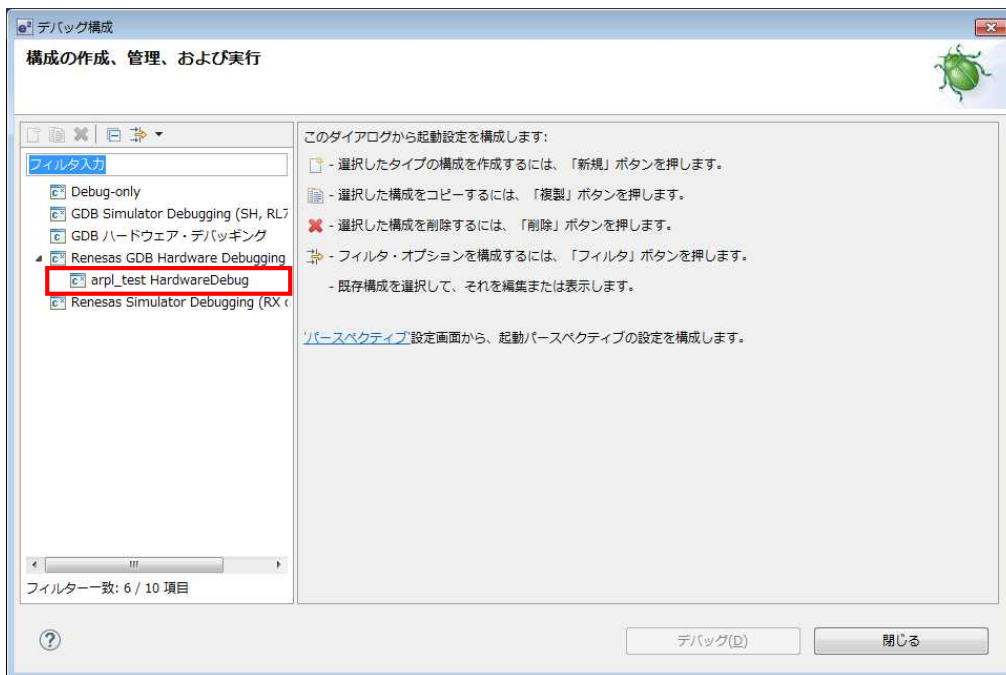 e² デバッグ構成
構成の作成、管理、および実行
フィルタ入力
Debug-only
GDB Simulator Debugging (SH, RL7
GDB ハードウェア・デバッギング
Renesas GDB Hardware Debugging
arpl_test HardwareDebug
Renesas Simulator Debugging (RX
フィルター一致: 6 / 10 項目
このダイアログから起動設定を構成します:
- 選択したタイプの構成を作成するには、「新規」ボタンを押します。
- 選択した構成をコピーするには、「複製」ボタンを押します。
- 選択した構成を削除するには、「削除」ボタンを押します。
- フィルタ・オプションを構成するには、「フィルタ」ボタンを押します。
- 既存構成を選択して、それを編集または表示します。
'パースペクティブ'設定画面から、起動パースペクティブの設定を構成します。
デバッグ(D)
閉じる